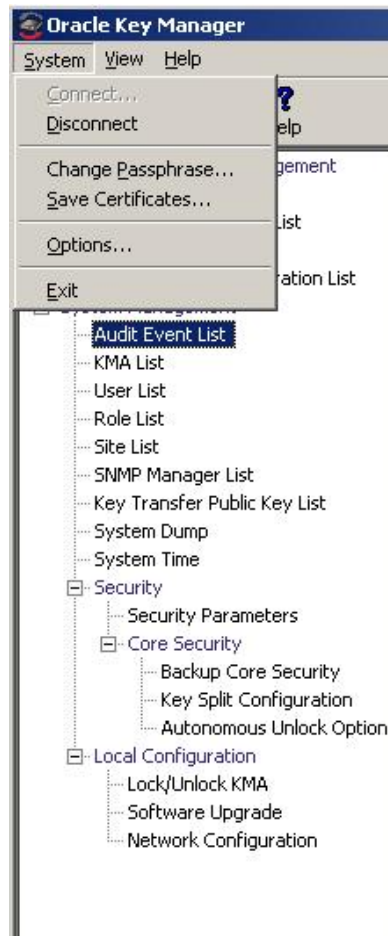 Oracle Key Manager
System View Help
Connect...
Disconnect
elp
Change Passphrase...
gement
Save Certificates...
ist
Options...
ration List
Exit
Audit Event List
KMA List
User List
Role List
Site List
SNMP Manager List
Key Transfer Public Key List
System Dump
System Time
Security
Security Parameters
Core Security
Backup Core Security
Key Split Configuration
Autonomous Unlock Option
Local Configuration
Lock/Unlock KMA
Software Upgrade
Network Configuration